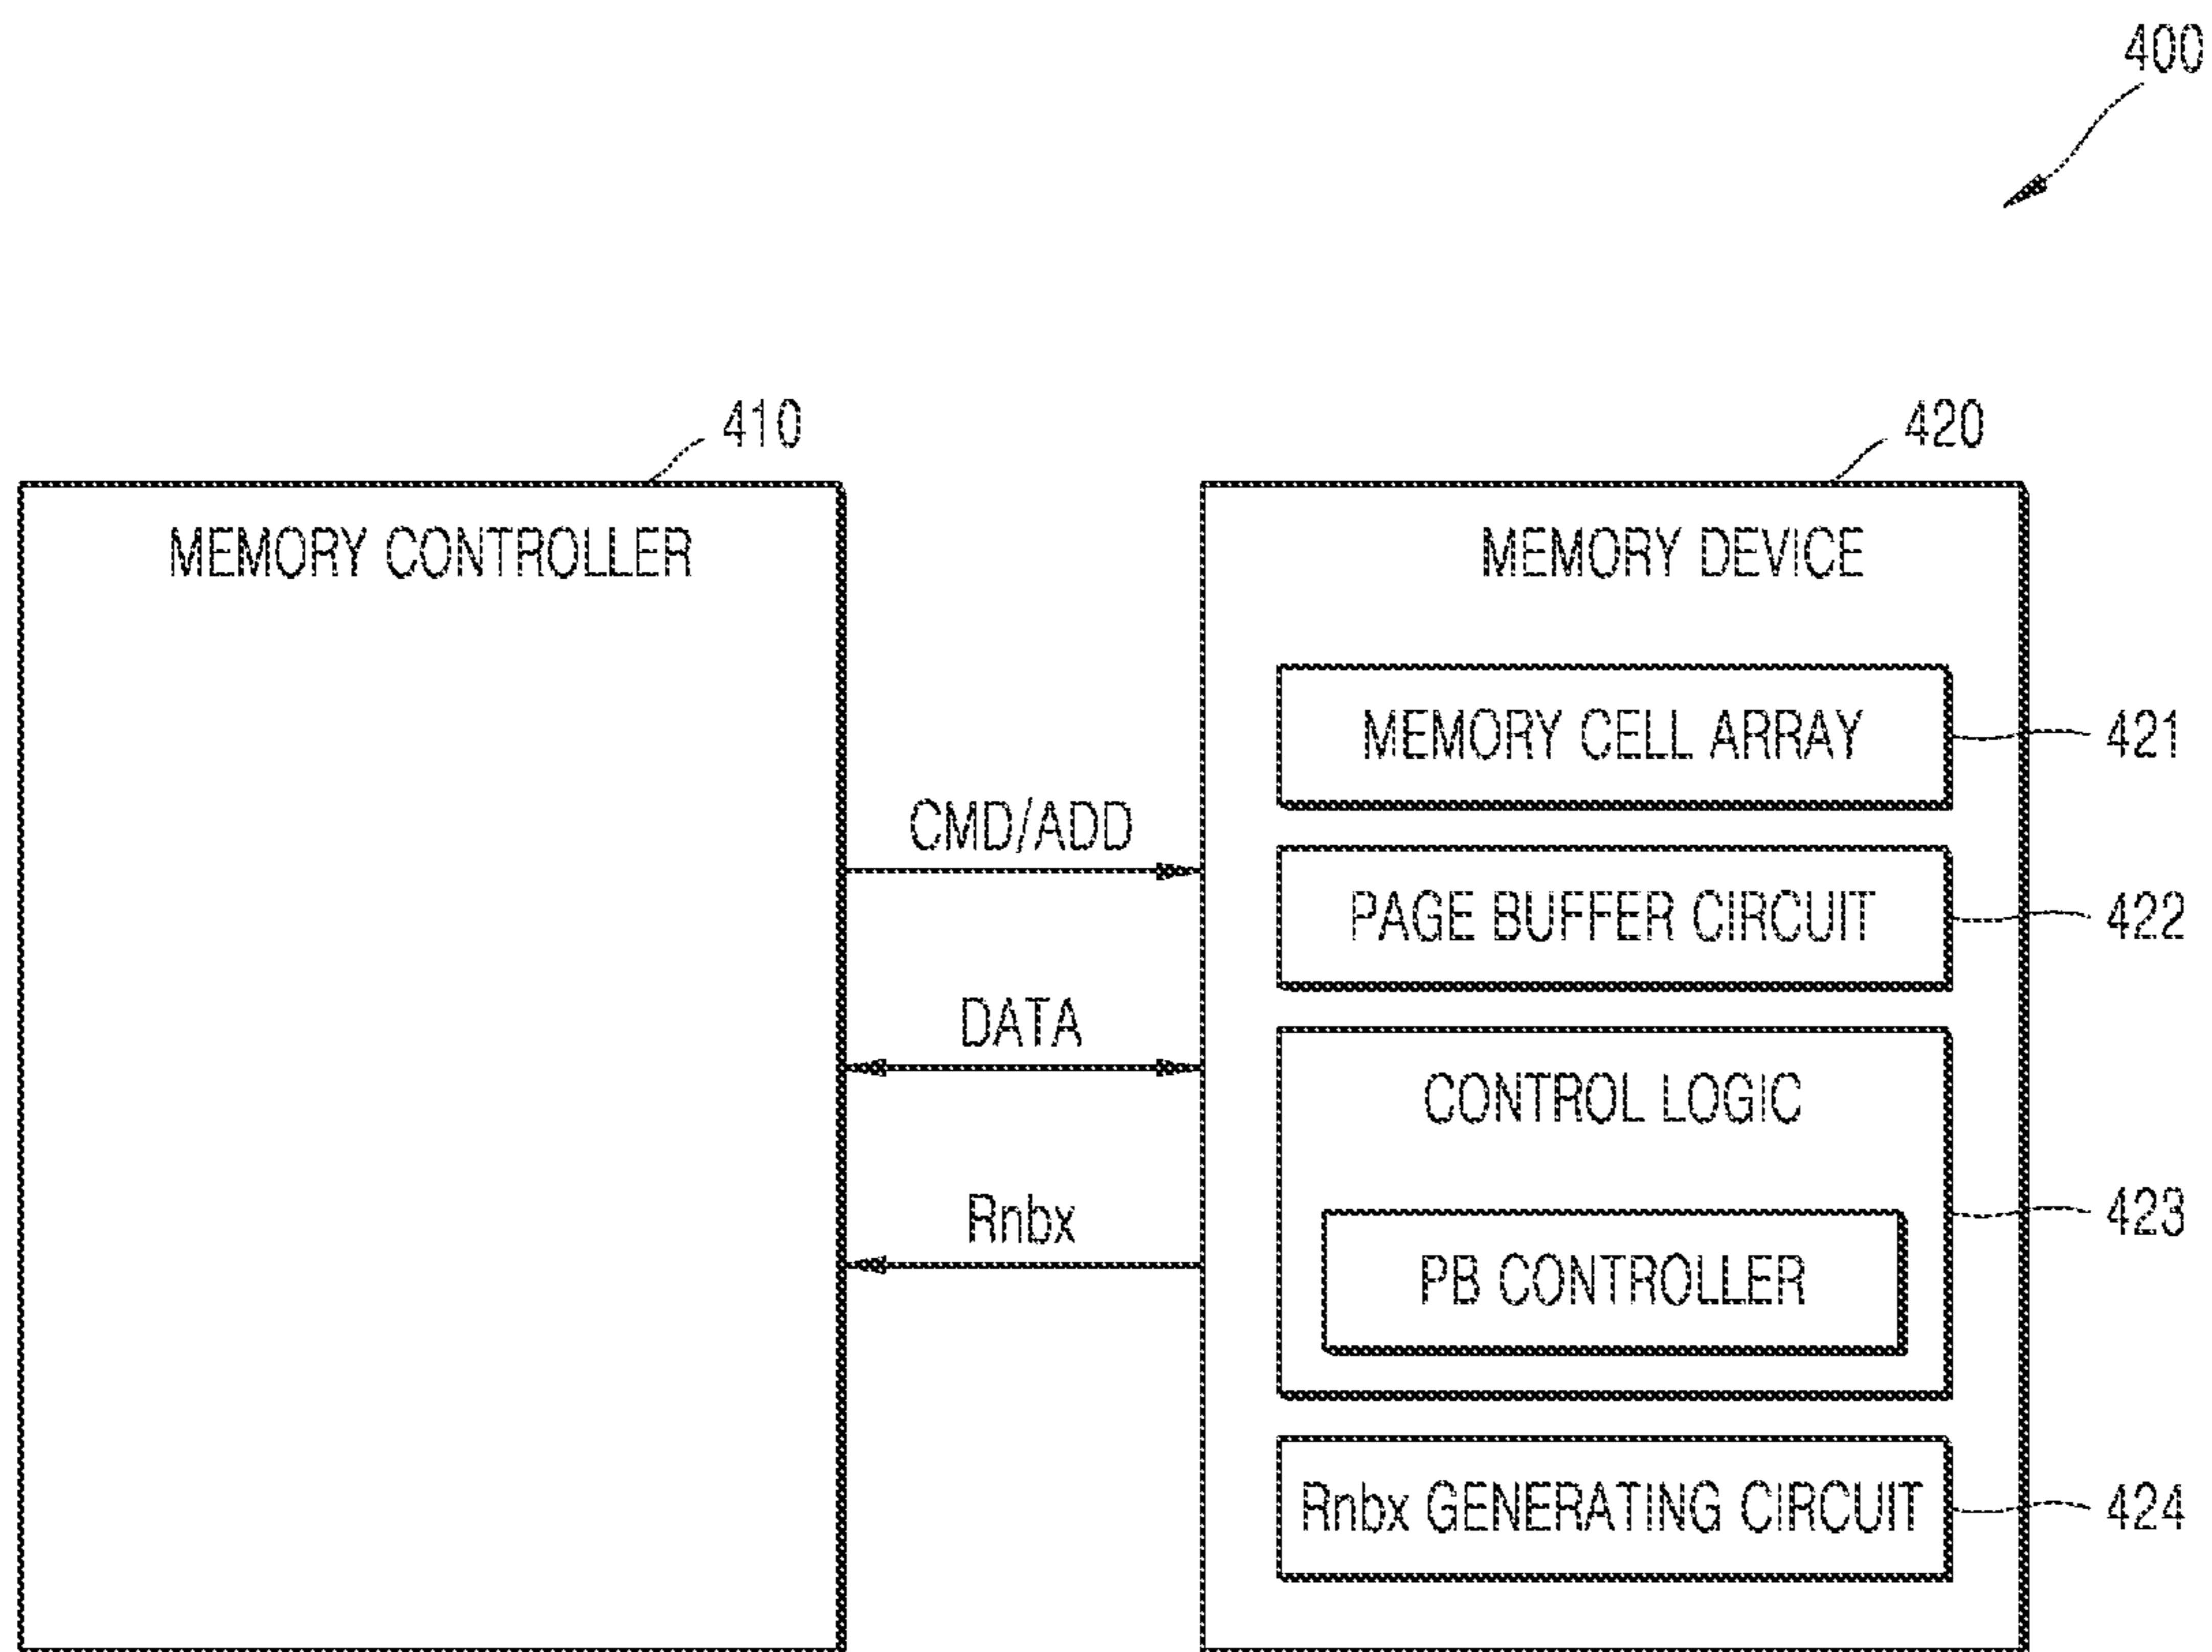 400
410
420
MEMORY CONTROLLER
MEMORY DEVICE
MEMORY CELL ARRAY
421
CMD/ADD
PAGE BUFFER CIRCUIT
422
DATA
CONTROL LOGIC
Rnbx
423
PB CONTROLLER
Rnbx GENERATING CIRCUIT
424